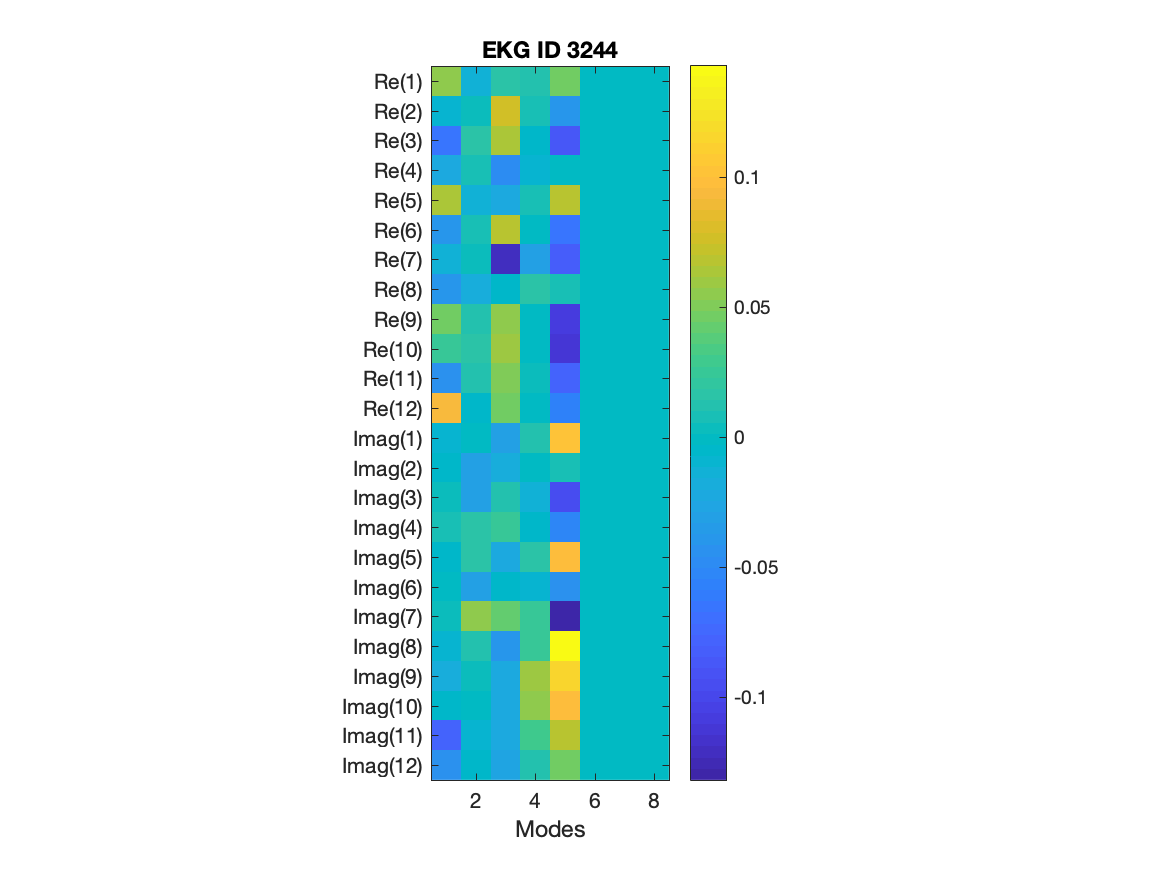 EKG ID 3244
Re(1)
Re(2)
Re(3)
Re(4)
Re(5)
Re(6)
Re(7)
Re(8)
Re(9)
Re(10)
Re(11)
Re(12)
Imag(1)
Imag(2)
Imag(3)
Imag(4)
Imag(5)
Imag(6)
Imag(7)
Imag(8)
Imag(9)
Imag(10)
Imag(11)
Imag(12)
2 4 6 8
Modes
0.1
0.05
0
-0.05
-0.1